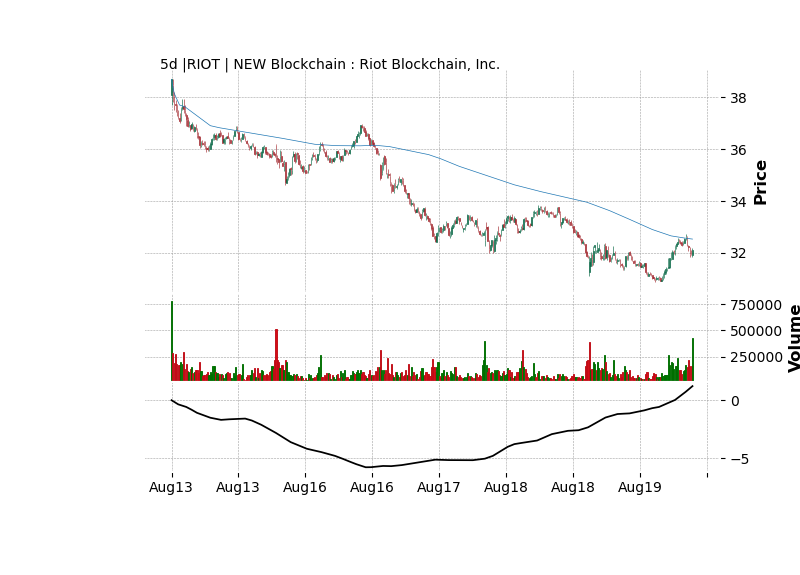 5d |RIOT | NEW Blockchain : Riot Blockchain, Inc.
38
36
34
32
Price
750000
500000
250000
Volume
0
−5
Aug13 Aug13 Aug16 Aug16 Aug17 Aug18 Aug18 Aug19